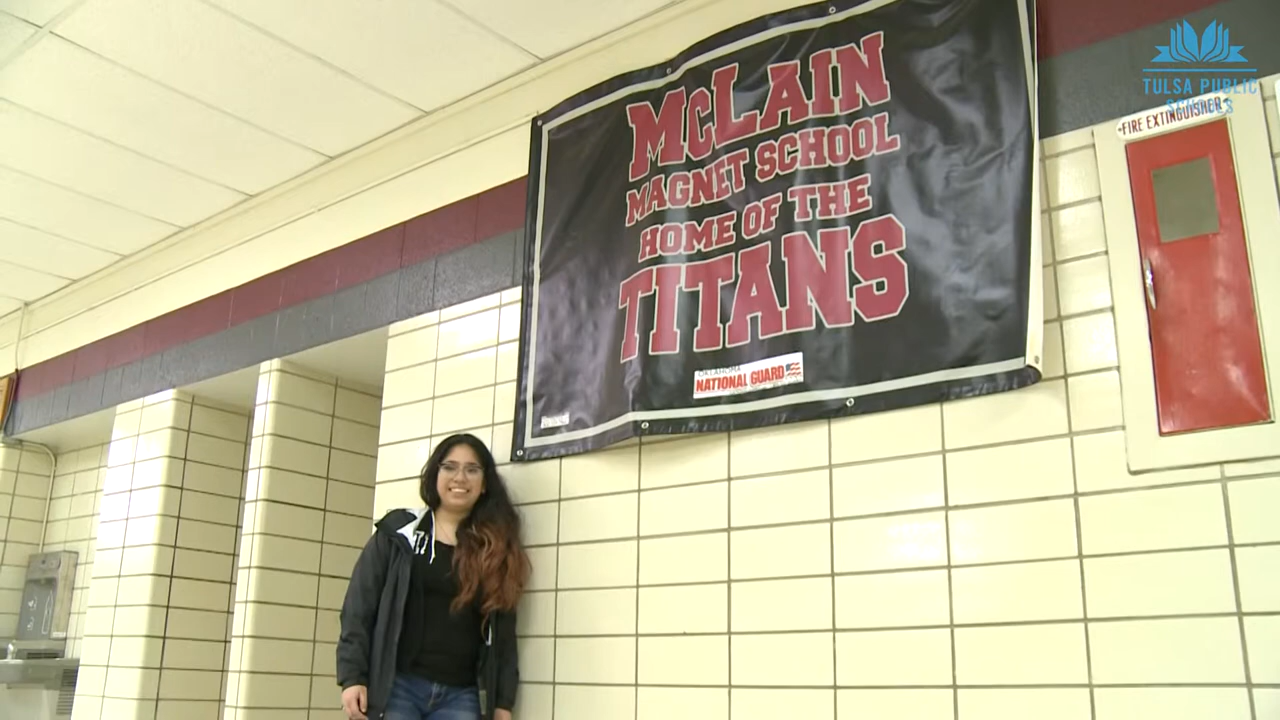 McLAIN
MAGNET SCHOOL
HOME OF THE
TITANS
OKLAHOMA
NATIONAL GUARD
TULSA PUBLIC
SCHOOLS
FIRE EXTINGUISHER